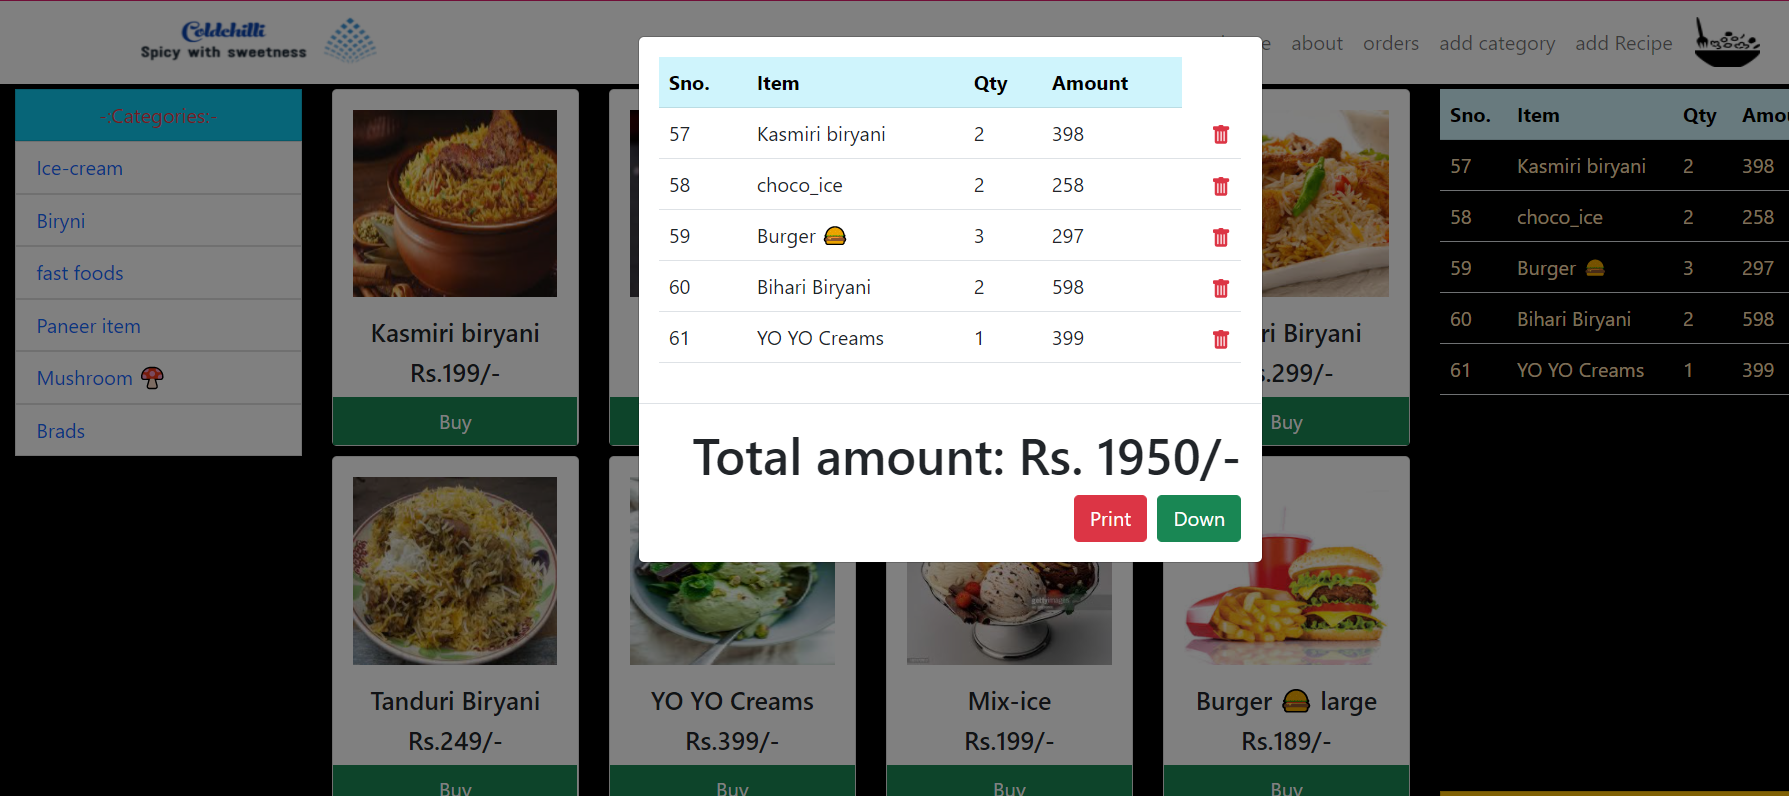 Coldchilli
Spicy with sweetness
about
orders
add category
add Recipe
-:Categories:-
Ice-cream
Biryni
fast foods
Paneer item
Mushroom 🍄
Brads
Kasmiri biryani
Rs.199/-
Buy
Sno. Item Qty Amount
57 Kasmiri biryani 2 398
58 choco_ice 2 258
59 Burger 🍔 3 297
60 Bihari Biryani 2 598
61 YO YO Creams 1 399
Total amount: Rs. 1950/-
Print
Down
Biryani
.299/-
Buy
Sno. Item Qty Amou
57 Kasmiri biryani 2 398
58 choco_ice 2 258
59 Burger 🍔 3 297
60 Bihari Biryani 2 598
61 YO YO Creams 1 399
Tanduri Biryani
Rs.249/-
Buy
YO YO Creams
Rs.399/-
Buy
Mix-ice
Rs.199/-
Buy
Burger 🍔 large
Rs.189/-
Buy